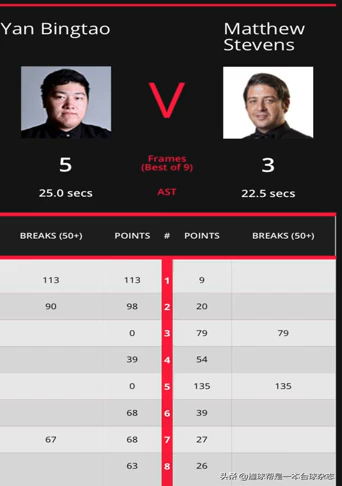 Yan Bingtao
Matthew
Stevens
V
5
Frames
(Best of 9)
3
25.0 secs
AST
22.5 secs
BREAKS (50+) POINTS # POINTS BREAKS (50+)
113 113 1 9
90 98 2 20
0 3 79 79
39 4 54
0 5 135 135
68 6 39
67 68 7 27
63 8 26
头条 @撞球帮是一本台球杂志